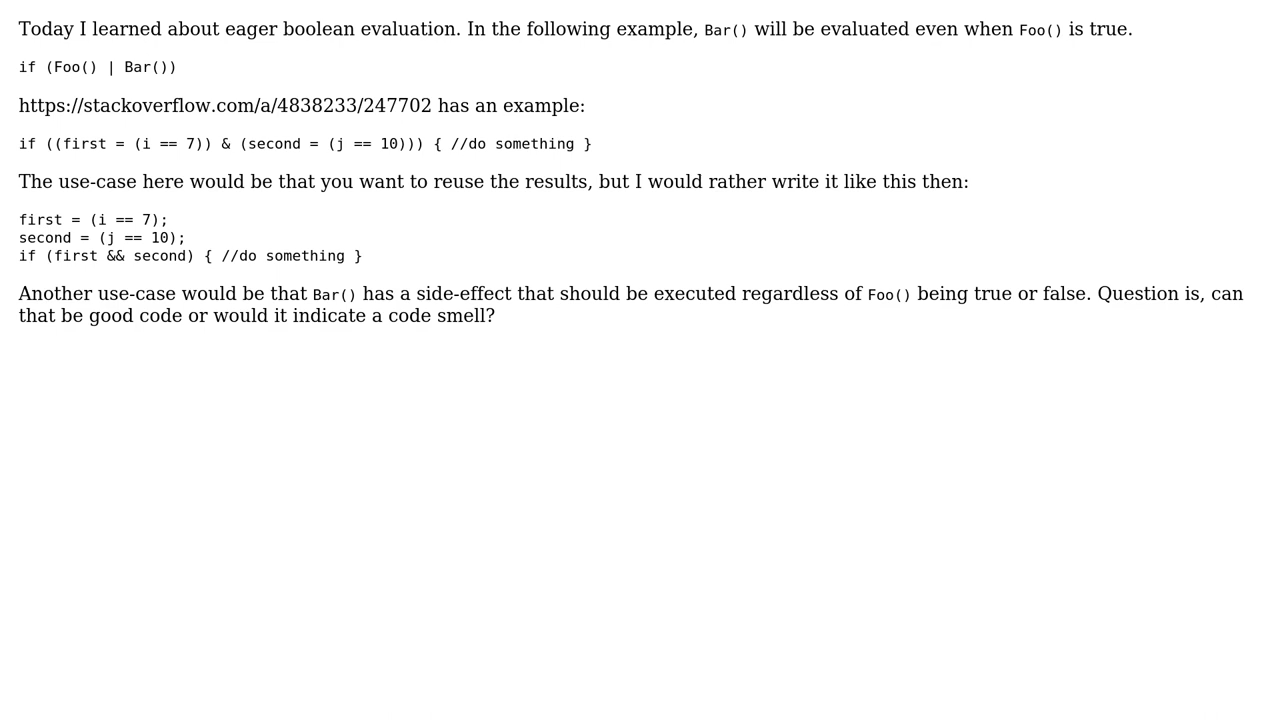 Today I learned about eager boolean evaluation. In the following example, Bar() will be evaluated even when Foo() is true.
if (Foo() | Bar())
https://stackoverflow.com/a/4838233/247702 has an example:
if ((first = (i == 7)) & (second = (j == 10))) { //do something }
The use-case here would be that you want to reuse the results, but I would rather write it like this then:
first = (i == 7);
second = (j == 10);
if (first && second) { //do something }
Another use-case would be that Bar() has a side-effect that should be executed regardless of Foo() being true or false. Question is, can
that be good code or would it indicate a code smell?